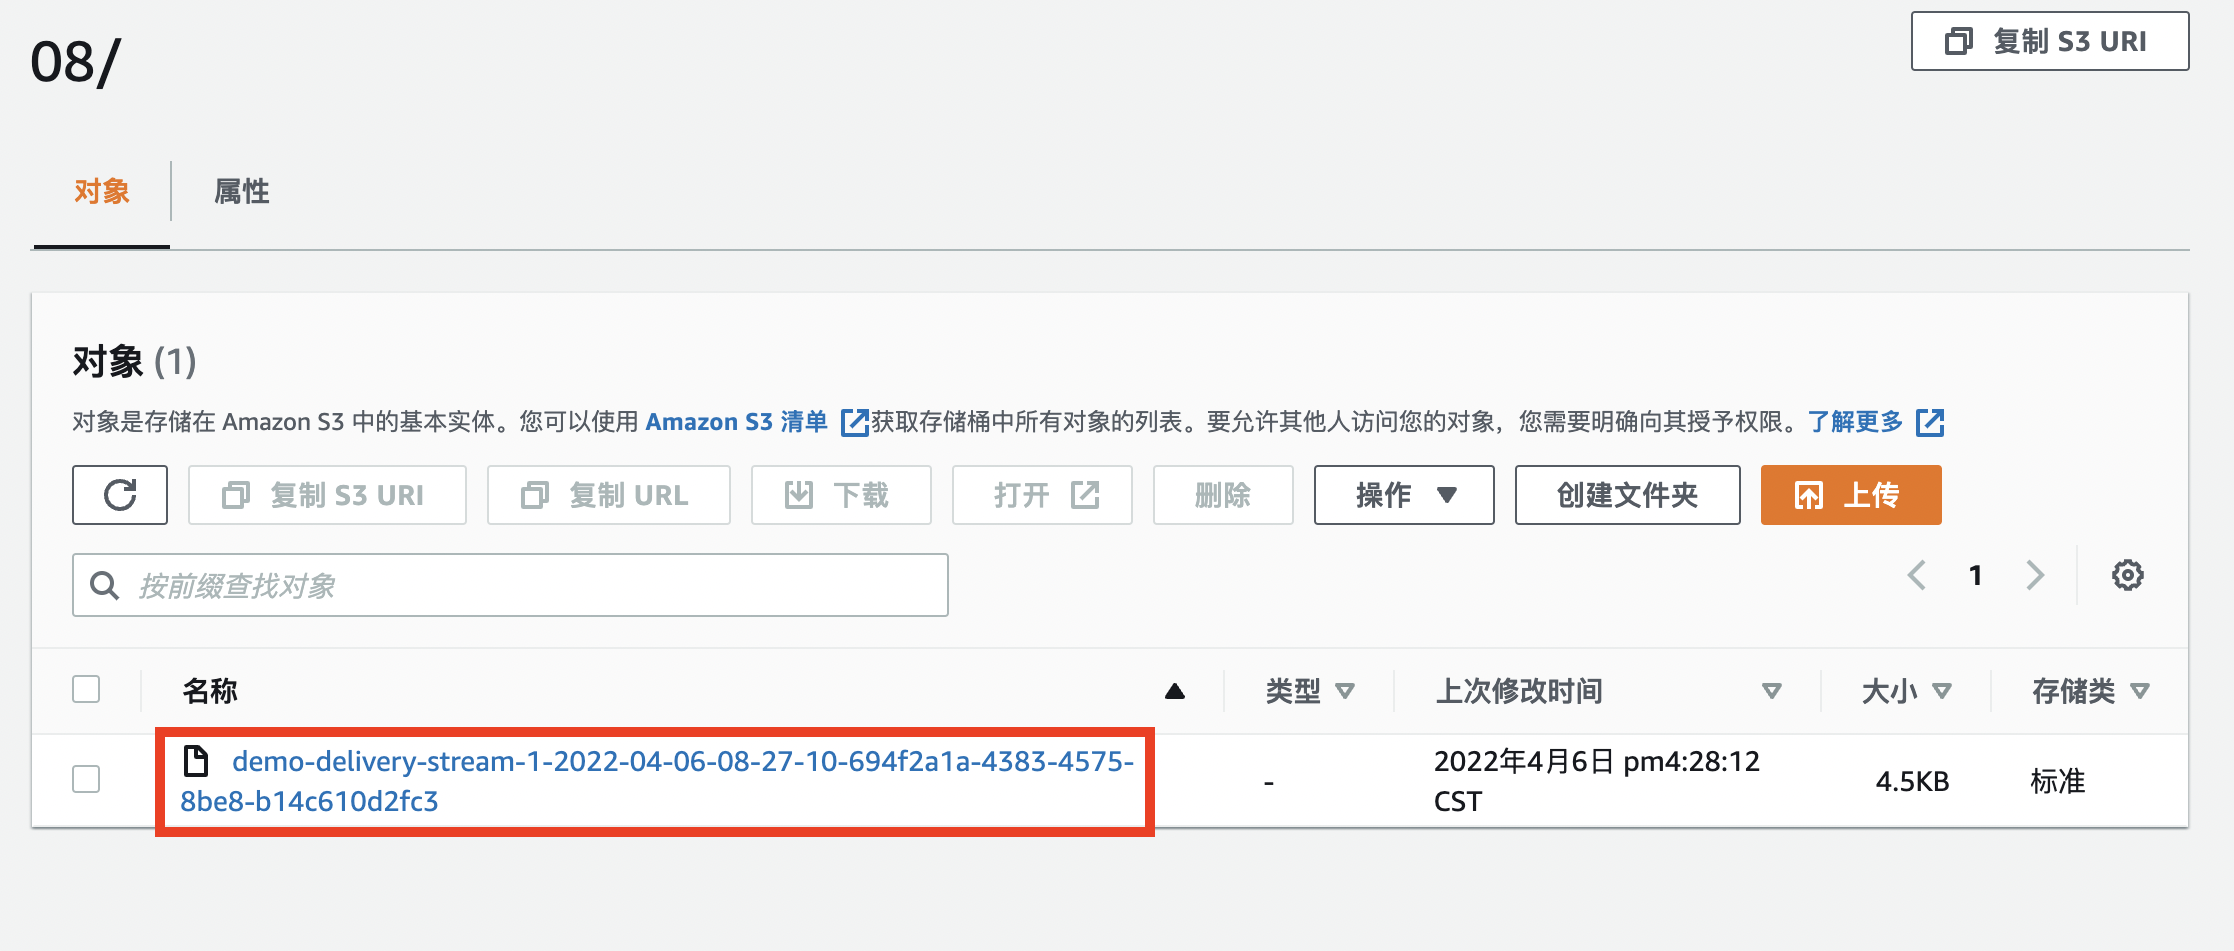 08/
复制 S3 URI
对象
属性
对象 (1)
对象是存储在 Amazon S3 中的基本实体。您可以使用 Amazon S3 清单 获取存储桶中所有对象的列表。要允许其他人访问您的对象，您需要明确向其授予权限。了解更多
复制 S3 URI 复制 URL 下载 打开 删除 操作 创建文件夹 上传
按前缀查找对象
1
名称 类型 上次修改时间 大小 存储类
demo-delivery-stream-1-2022-04-06-08-27-10-694f2a1a-4383-4575-
8be8-b14c610d2fc3
-
2022年4月6日 pm4:28:12
CST
4.5KB
标准